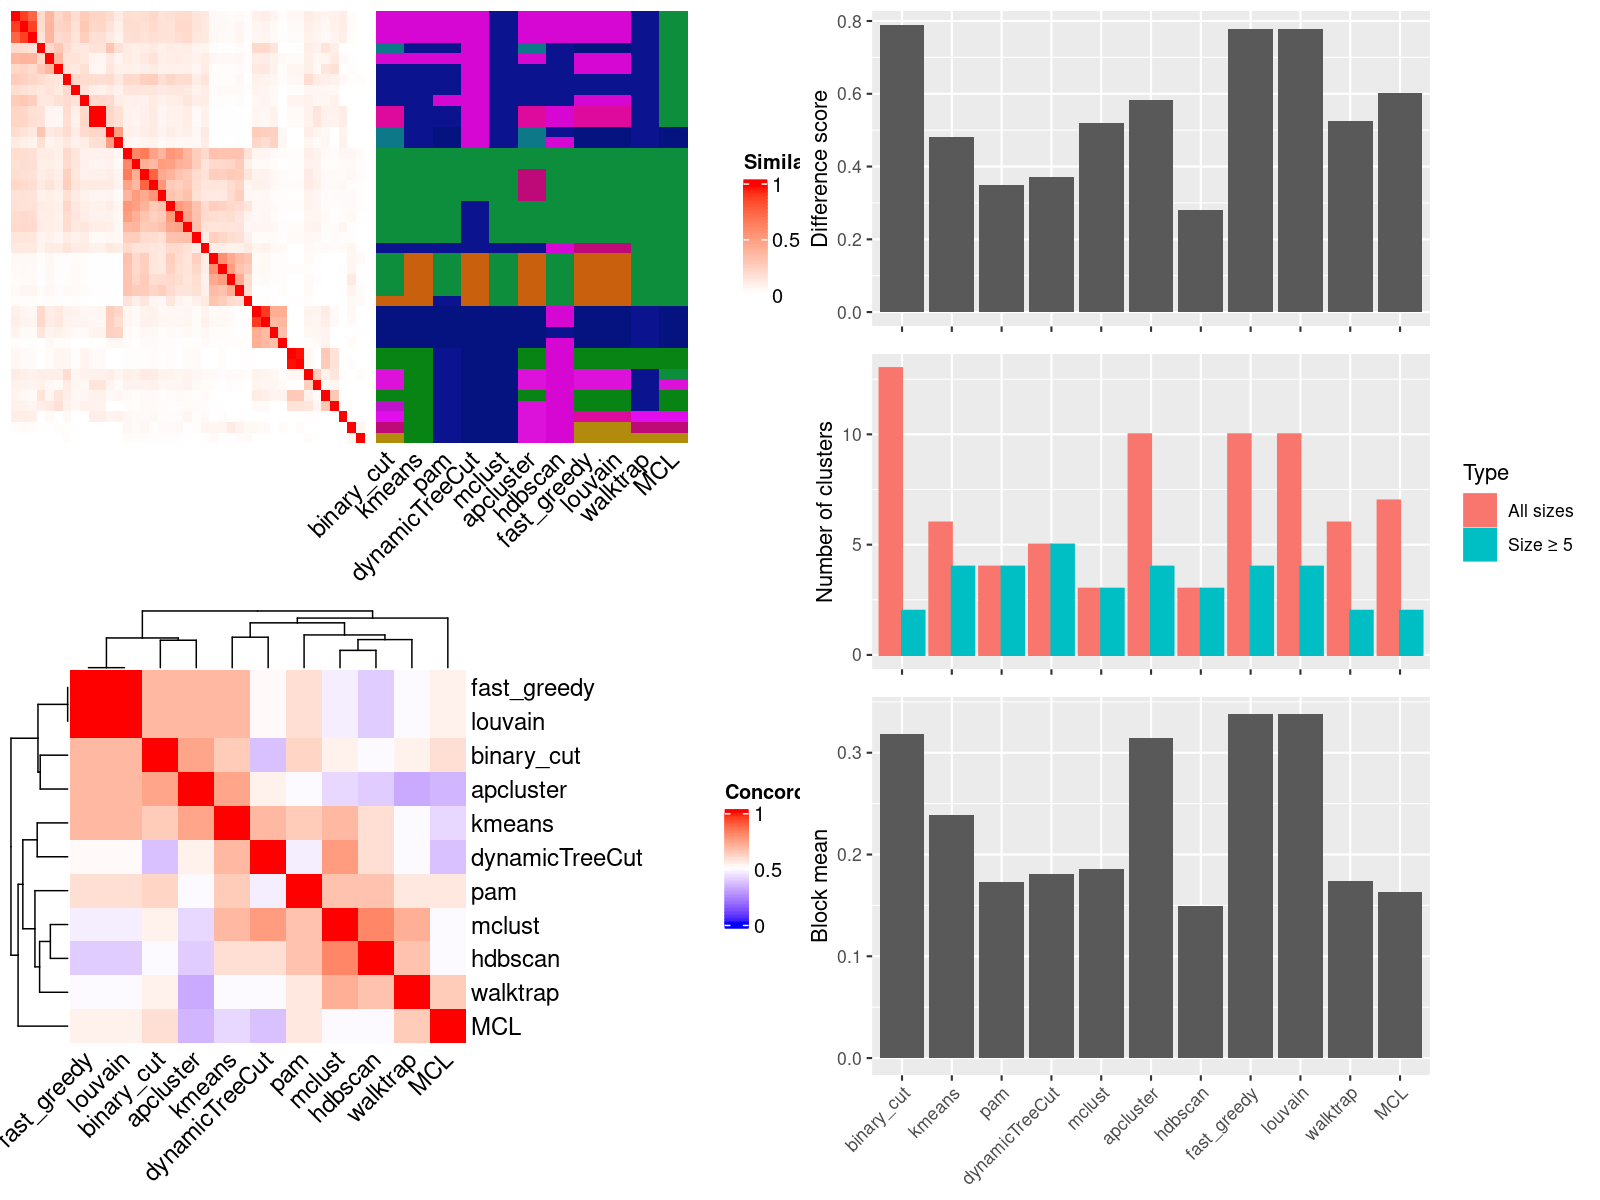 Simila
1
0.5
0
binary_cut
kmeans
pam
dynamicTreeCut
mclust
apcluster
hdbscan
fast_greedy
louvain
walktrap
MCL
fast_greedy
louvain
binary_cut
apcluster
kmeans
dynamicTreeCut
pam
mclust
hdbscan
walktrap
MCL
fast_greedy
louvain
binary_cut
apcluster
kmeans
dynamicTreeCut
pam
mclust
hdbscan
walktrap
MCL
Concord
1
0.5
0
Difference score
0.8
0.6
0.4
0.2
0.0
Number of clusters
10
5
0
Type
All sizes
Size ≥ 5
Block mean
0.3
0.2
0.1
0.0
binary_cut
kmeans
pam
dynamicTreeCut
mclust
apcluster
hdbscan
fast_greedy
louvain
walktrap
MCL